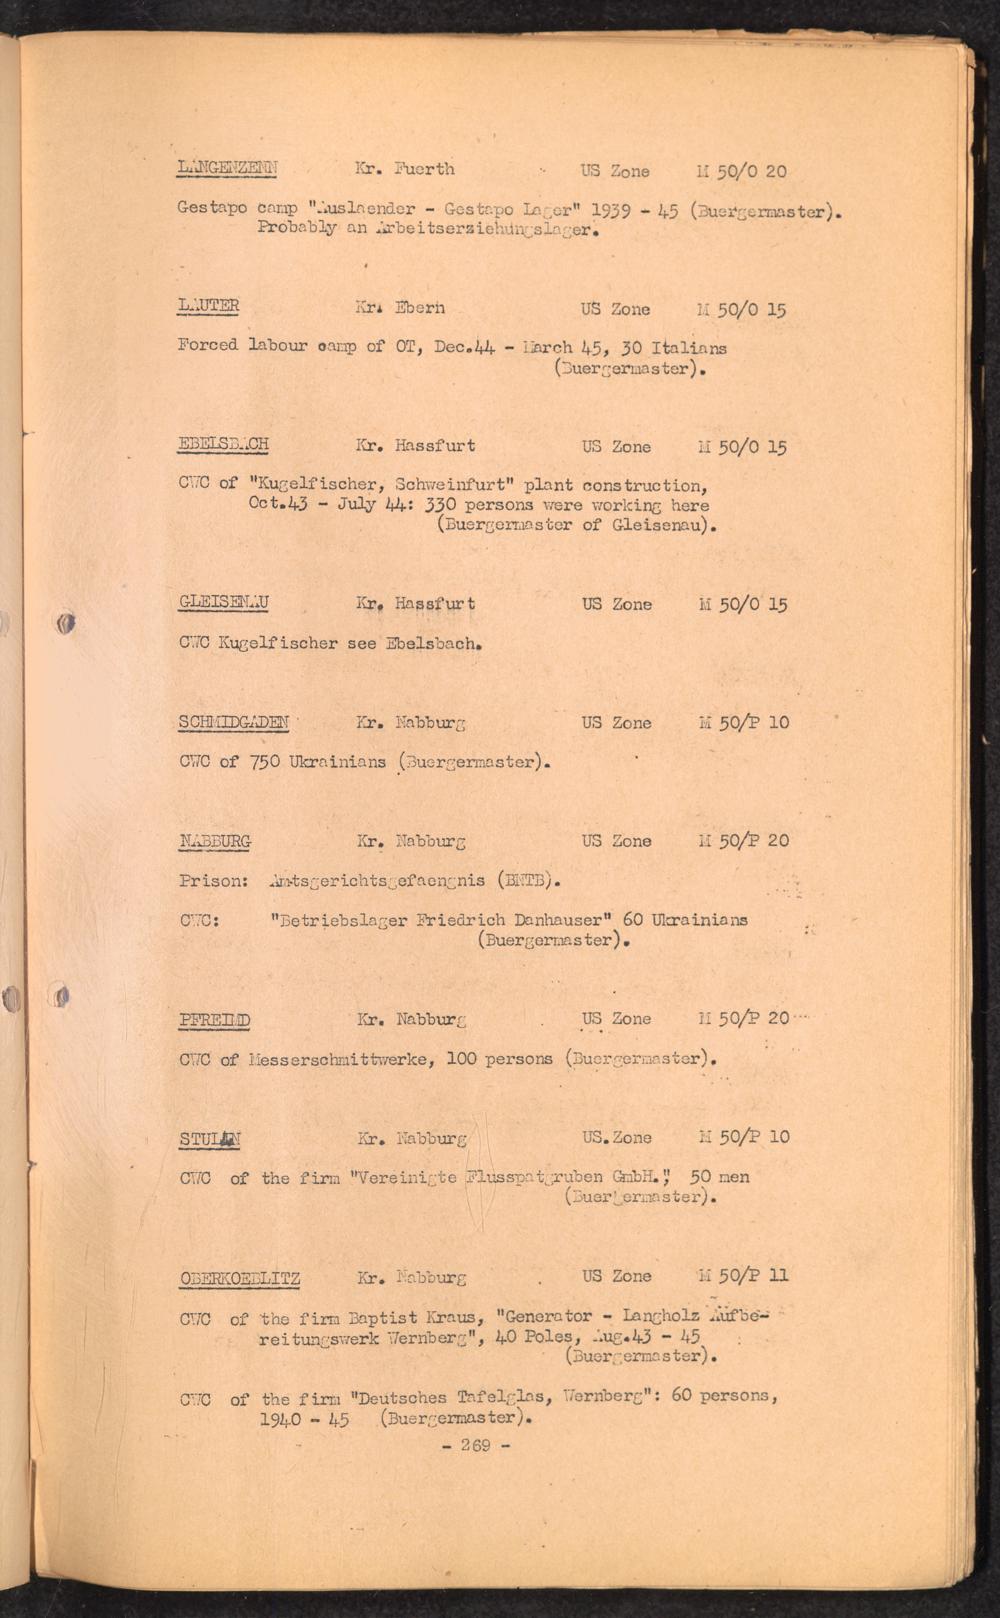 LANGENZENN Kr. Fuerth US Zone M 50/O 20
Gestapo camp "Auslaender - Gestapo Lager" 1939 - 45 (Buergermaster).
Probably an Arbeitserziehungslager.
LAUTER Kr. Ebern US Zone M 50/O 15
Forced labour camp of OT, Dec.44 - March 45, 30 Italians
(Buergermaster).
EBELSBACH Kr. Hassfurt US Zone M 50/O 15
CWC of "Kugelfischer, Schweinfurt" plant construction,
Oct.43 - July 44: 330 persons were working here
(Buergermaster of Gleisenau).
GLEISENAU Kr. Hassfurt US Zone M 50/O 15
CWC Kugelfischer see Ebelsbach.
SCHMIDGADEN Kr. Nabburg US Zone M 50/P 10
CWC of 750 Ukrainians (Buergermaster).
NABBURG Kr. Nabburg US Zone M 50/P 20
Prison: Amtsgerichtsgefaengnis (BNTB).
CWC: "Betriebslager Friedrich Danhauser" 60 Ukrainians
(Buergermaster).
PFREIMD Kr. Nabburg US Zone M 50/P 20
CWC of Messerschmittwerke, 100 persons (Buergermaster).
STULLN Kr. Nabburg US.Zone M 50/P 10
CWC of the firm "Vereinigte Flusspatgruben GmbH.", 50 men
(Buergermaster).
OBERKOEBLITZ Kr. Nabburg US Zone M 50/P 11
CWC of the firm Baptist Kraus, "Generator - Langholz Aufbe-
reitungswerk Wernberg", 40 Poles, Aug.43 - 45
(Buergermaster).
CWC of the firm "Deutsches Tafelglas, Wernberg": 60 persons,
1940 - 45 (Buergermaster).
- 269 -